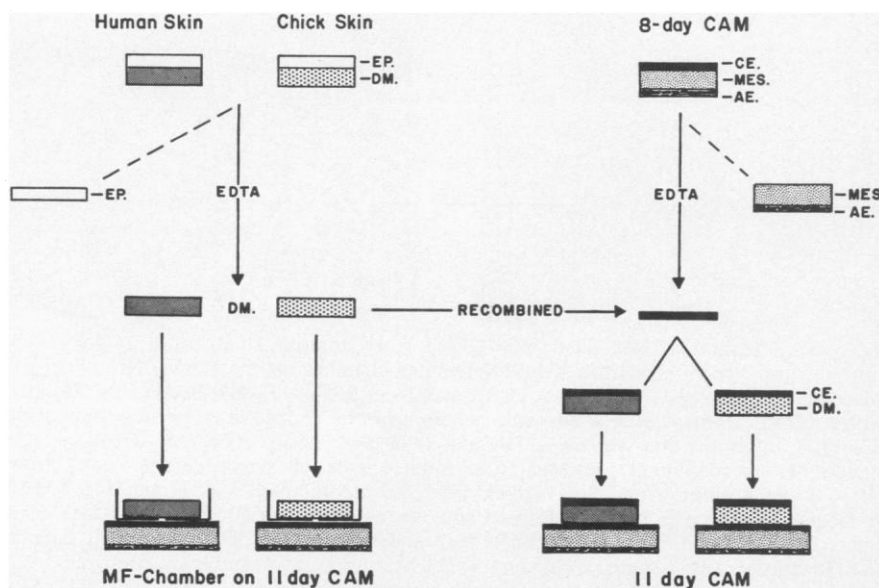 Human Skin Chick Skin 8-day CAM
EP.
DM.
CE.
MES.
AE.
EP.
EDTA
EDTA
MES.
AE.
DM.
RECOMBINED
CE.
DM.
MF-Chamber on 11 day CAM
11 day CAM